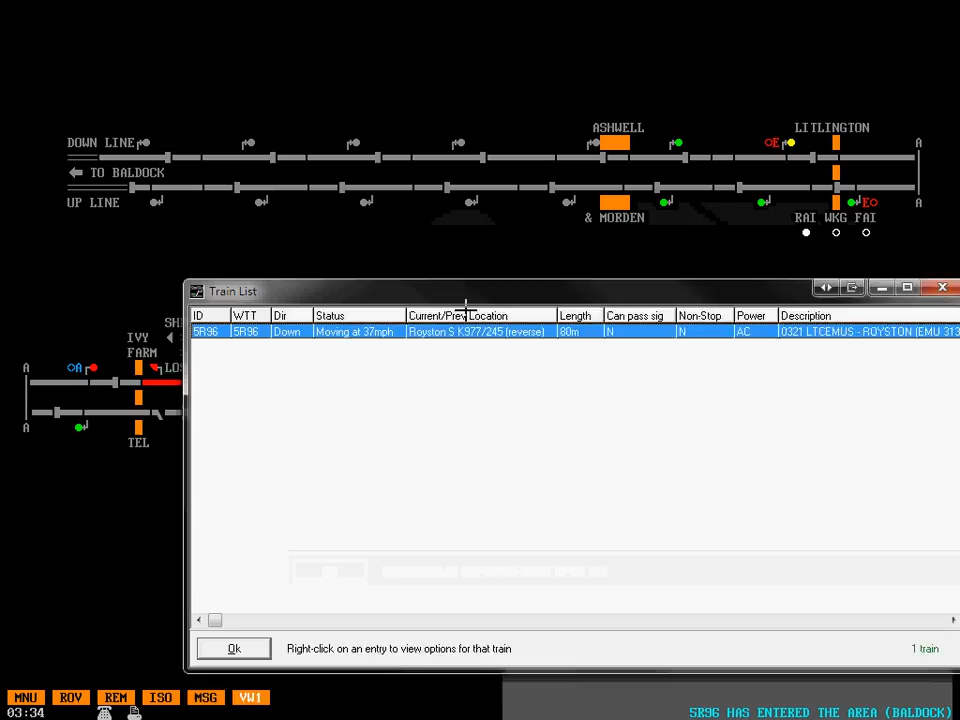 ASHWELL LITLINGTON
DOWN LINE E A
TO BALDOCK
UP LINE E A
& MORDEN RAI WKG FAI
Train List
ID WTT Dir Status Current/Prev Location Length Can pass sig Non-Stop Power Description
5R96 5R96 Down Moving at 37mph Royston S K977/245 (reverse) 80m N N AC 0321 LTCEMUS - ROYSTON (EMU 313
IVY
FARM
A A
A
TEL
Ok Right-click on an entry to view options for that train 1 train
MNU ROV REM ISO MSG VW1
03:34 5R96 HAS ENTERED THE AREA (BALDOCK)